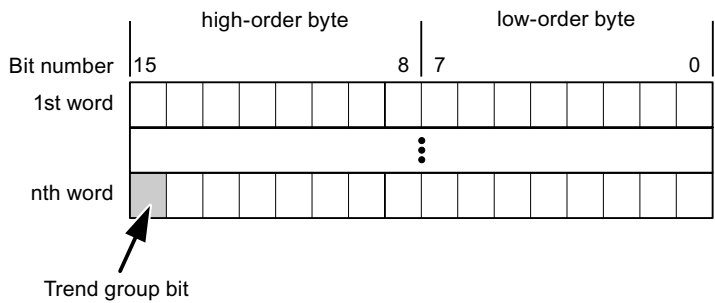 high-order byte low-order byte
Bit number 15 8 7 0
1st word
nth word
Trend group bit